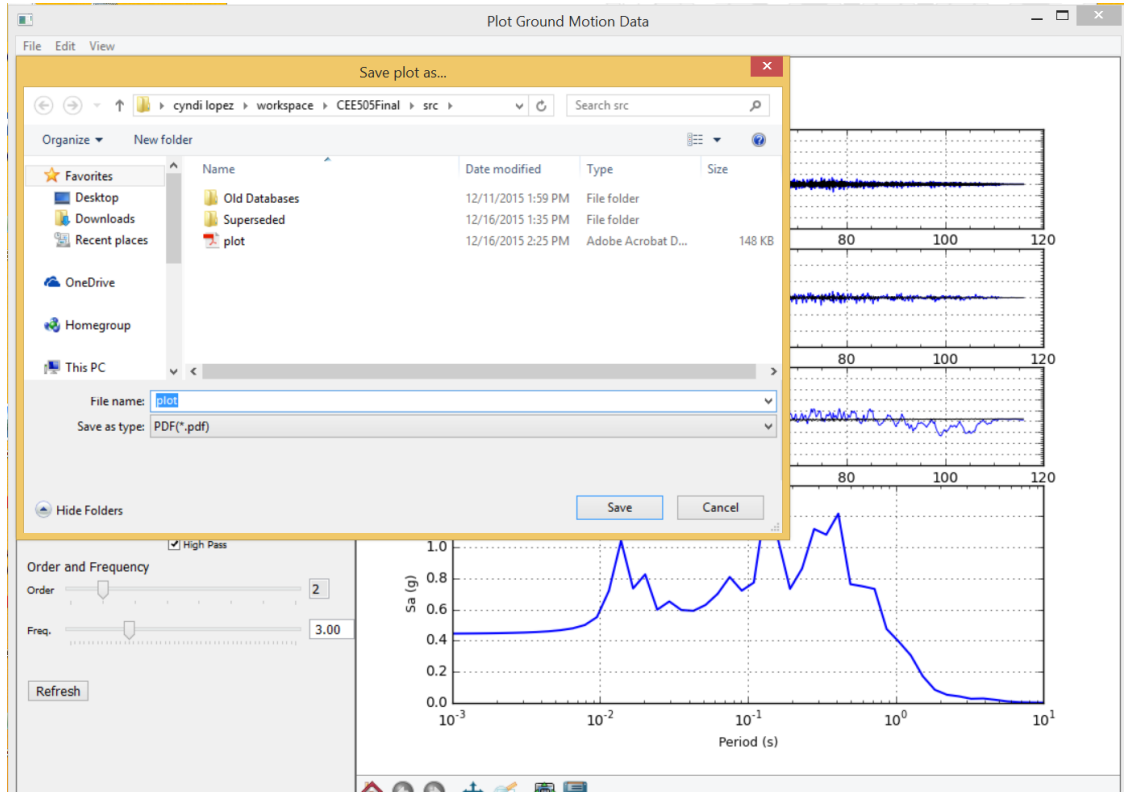 Plot Ground Motion Data
File Edit View
Save plot as...
cyndi lopez workspace CEE505Final src
Search src
Organize New folder
Name Date modified Type Size
Favorites
Desktop
Downloads
Recent places
OneDrive
Homegroup
This PC
Old Databases 12/11/2015 1:59 PM File folder
Superseded 12/16/2015 1:35 PM File folder
plot 12/16/2015 2:25 PM Adobe Acrobat D... 148 KB
File name: plot
Save as type: PDF(*.pdf)
Hide Folders
Save Cancel
80 100 120
80 100 120
80 100 120
High Pass
Order and Frequency
Order 2
Freq. 3.00
Refresh
1.0
0.8
0.6
0.4
0.2
0.0
Sa (g)
10⁻³ 10⁻² 10⁻¹ 10⁰ 10¹
Period (s)